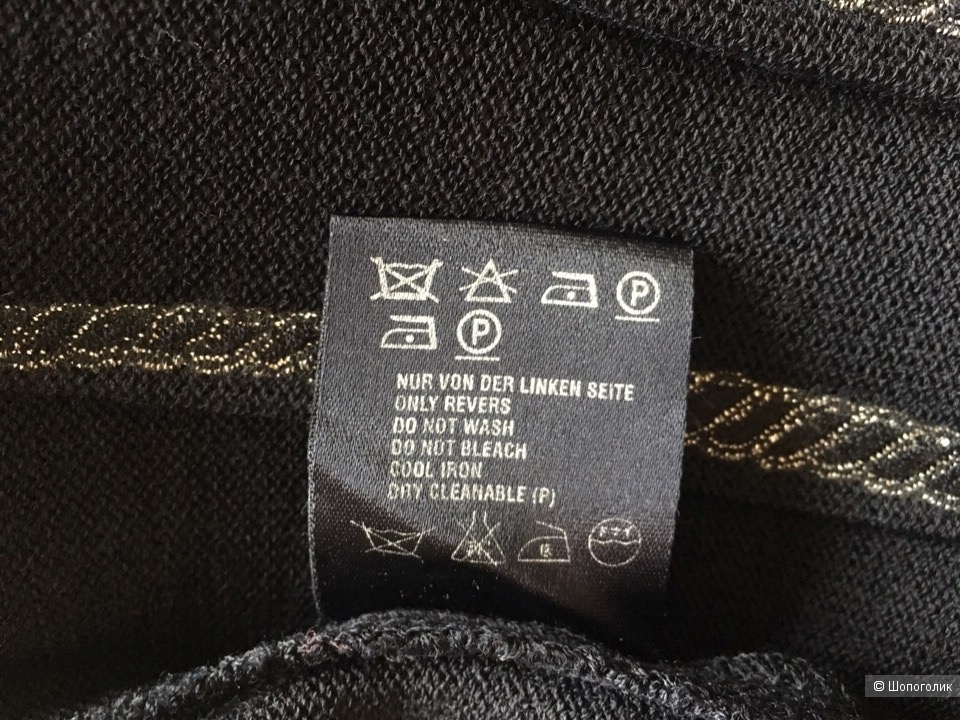 P
P
NUR VON DER LINKEN SEITE
ONLY REVERS
DO NOT WASH
DO NOT BLEACH
COOL IRON
DRY CLEANABLE (P)
© Шопоголик